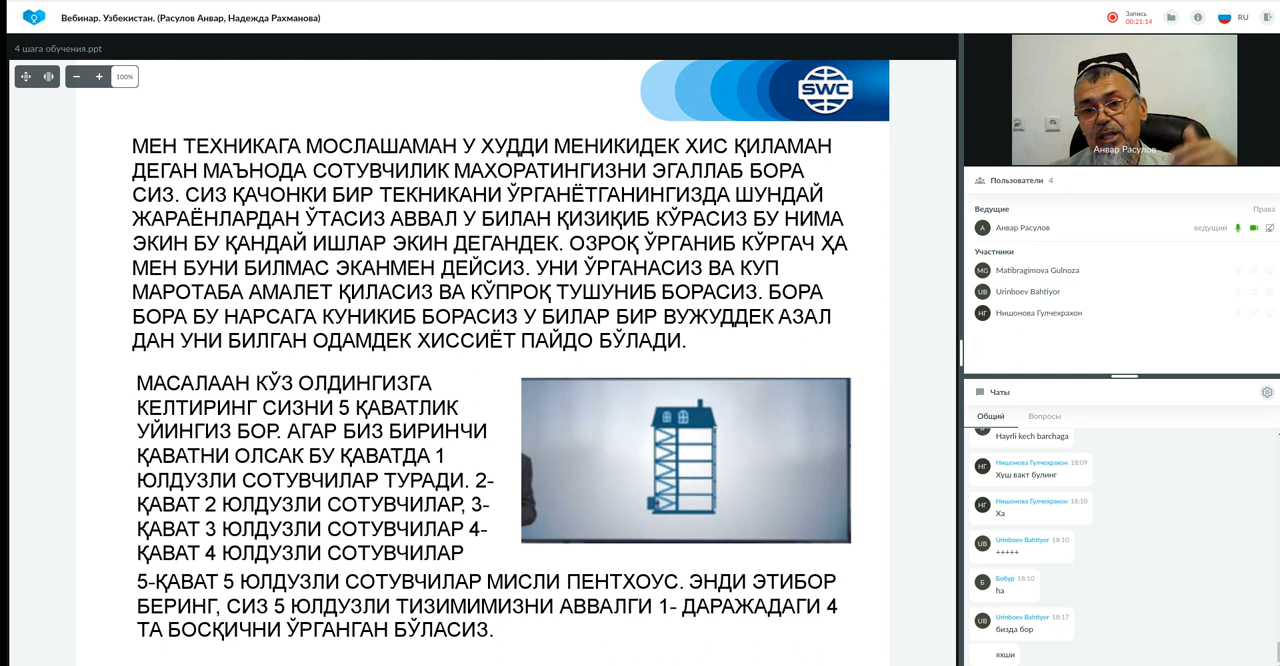 Вебинар. Узбекистан. (Расулов Анвар, Надежда Рахманова)
Запись
00:21:14
RU
4 шага обучения.ppt
100%
SWC
МЕН ТЕХНИКАГА МОСЛАШАМАН У ХУДДИ МЕНИКИДЕК ХИС ҚИЛАМАН
ДЕГАН МАЪНОДА СОТУВЧИЛИК МАХОРАТИНГИЗНИ ЭГАЛЛАБ БОРА
СИЗ. СИЗ ҚАЧОНКИ БИР ТЕКНИКАНИ ЎРГАНЁТГАНИНГИЗДА ШУНДАЙ
ЖАРАЁНЛАРДАН ЎТАСИЗ АВВАЛ У БИЛАН ҚИЗИҚИБ КЎРАСИЗ БУ НИМА
ЭКИН БУ ҚАНДАЙ ИШЛАР ЭКИН ДЕГАНДЕК. ОЗРОҚ ЎРГАНИБ КЎРГАЧ ҲА
МЕН БУНИ БИЛМАС ЭКАНМЕН ДЕЙСИЗ. УНИ ЎРГАНАСИЗ ВА КУП
МАРОТАБА АМАЛЕТ ҚИЛАСИЗ ВА КЎПРОҚ ТУШУНИБ БОРАСИЗ. БОРА
БОРА БУ НАРСАГА КУНИКИБ БОРАСИЗ У БИЛАР БИР ВУЖУДДЕК АЗАЛ
ДАН УНИ БИЛГАН ОДАМДЕК ХИССИЁТ ПАЙДО БЎЛАДИ.
МАСАЛААН КЎЗ ОЛДИНГИЗГА
КЕЛТИРИНГ СИЗНИ 5 ҚАВАТЛИК
УЙИНГИЗ БОР. АГАР БИЗ БИРИНЧИ
ҚАВАТНИ ОЛСАК БУ ҚАВАТДА 1
ЮЛДУЗЛИ СОТУВЧИЛАР ТУРАДИ. 2-
ҚАВАТ 2 ЮЛДУЗЛИ СОТУВЧИЛАР, 3-
ҚАВАТ 3 ЮЛДУЗЛИ СОТУВЧИЛАР 4-
ҚАВАТ 4 ЮЛДУЗЛИ СОТУВЧИЛАР
5-ҚАВАТ 5 ЮЛДУЗЛИ СОТУВЧИЛАР МИСЛИ ПЕНТХОУС. ЭНДИ ЭТИБОР
БЕРИНГ, СИЗ 5 ЮЛДУЗЛИ ТИЗИМИМИЗНИ АВВАЛГИ 1- ДАРАЖАДАГИ 4
ТА БОСҚИЧНИ ЎРГАНГАН БЎЛАСИЗ.
Анвар Расулов
Пользователи 4
Ведущие Права
А Анвар Расулов ведущий
Участники
MG Matibragimova Gulnoza
UB Urinboev Bahtiyor
НГ Нишонова Гулчехрахон
Чаты
Общий Вопросы
Hayrli kech barchaga
НГ Нишонова Гулчехрахон 18:09
Хуш вакт булинг
НГ Нишонова Гулчехрахон 18:10
Ха
UB Urinboev Bahtiyor 18:10
+++++
Б Бобур 18:10
ha
UB Urinboev Bahtiyor 18:17
бизда бор
яхши